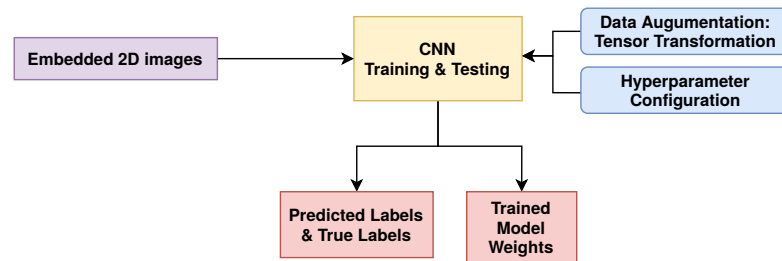 Embedded 2D images
CNN
Training & Testing
Data Augumentation:
Tensor Transformation
Hyperparameter
Configuration
Predicted Labels
& True Labels
Trained
Model
Weights